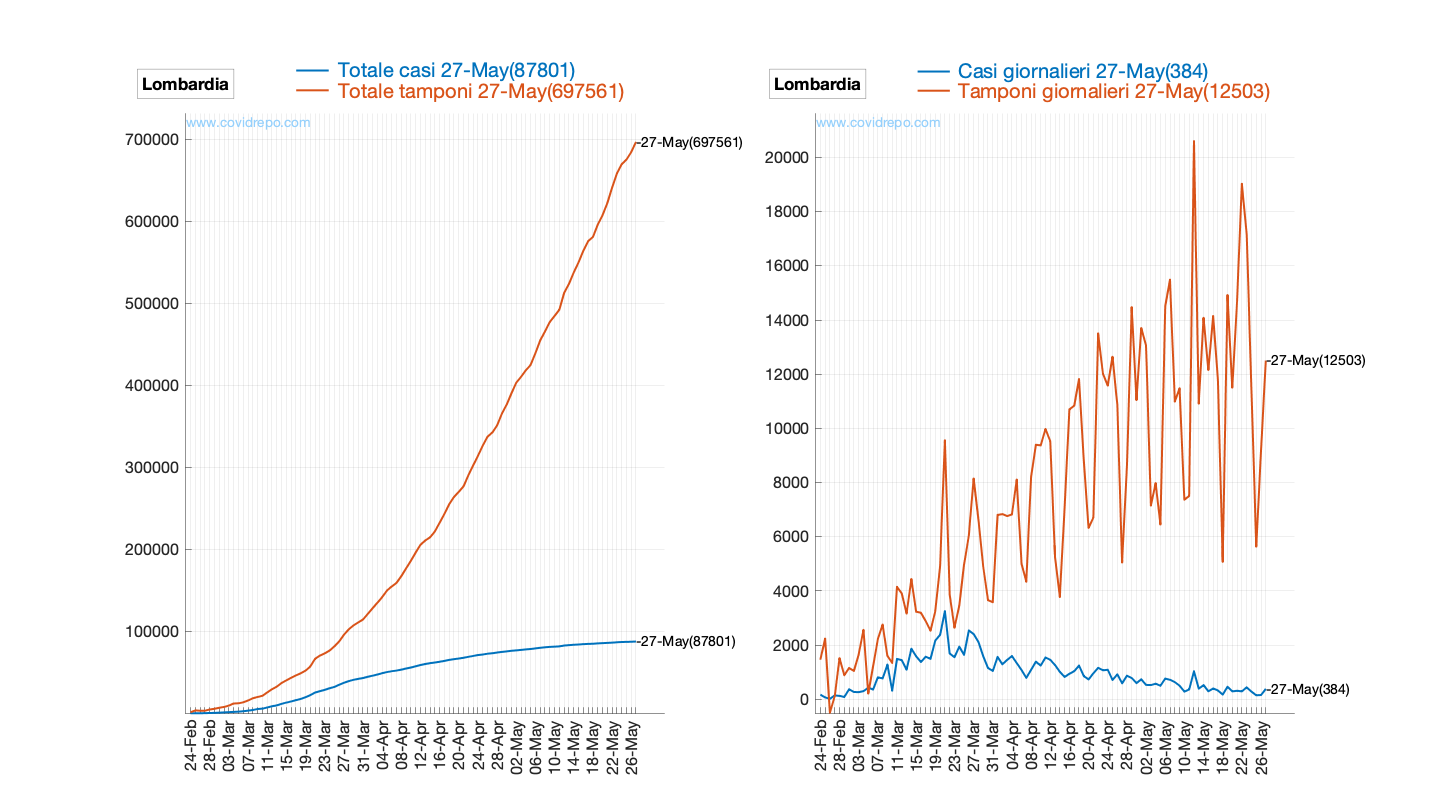 Lombardia
Totale casi 27-May(87801)
Totale tamponi 27-May(697561)
www.covidrepo.com
700000
600000
500000
400000
300000
200000
100000
-27-May(697561)
-27-May(87801)
24-Feb
28-Feb
03-Mar
07-Mar
11-Mar
15-Mar
19-Mar
23-Mar
27-Mar
31-Mar
04-Apr
08-Apr
12-Apr
16-Apr
20-Apr
24-Apr
28-Apr
02-May
06-May
10-May
14-May
18-May
22-May
26-May
Lombardia
Casi giornalieri 27-May(384)
Tamponi giornalieri 27-May(12503)
www.covidrepo.com
20000
18000
16000
14000
12000
10000
8000
6000
4000
2000
0
-27-May(12503)
-27-May(384)
24-Feb
28-Feb
03-Mar
07-Mar
11-Mar
15-Mar
19-Mar
23-Mar
27-Mar
31-Mar
04-Apr
08-Apr
12-Apr
16-Apr
20-Apr
24-Apr
28-Apr
02-May
06-May
10-May
14-May
18-May
22-May
26-May